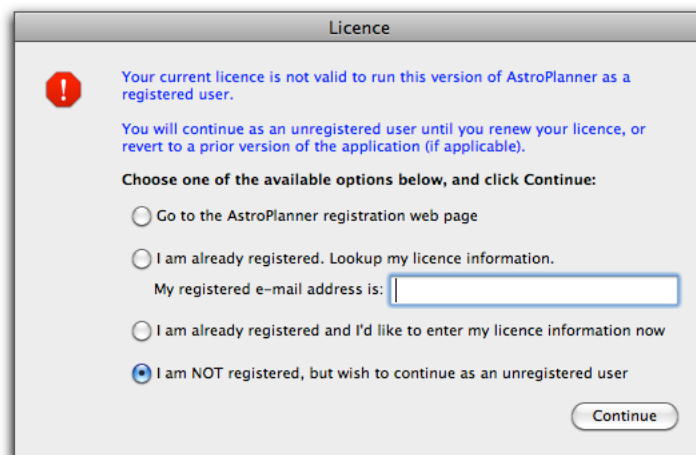 Licence
Your current licence is not valid to run this version of AstroPlanner as a
registered user.
You will continue as an unregistered user until you renew your licence, or
revert to a prior version of the application (if applicable).
Choose one of the available options below, and click Continue:
Go to the AstroPlanner registration web page
I am already registered. Lookup my licence information.
My registered e-mail address is:
I am already registered and I'd like to enter my licence information now
I am NOT registered, but wish to continue as an unregistered user
Continue